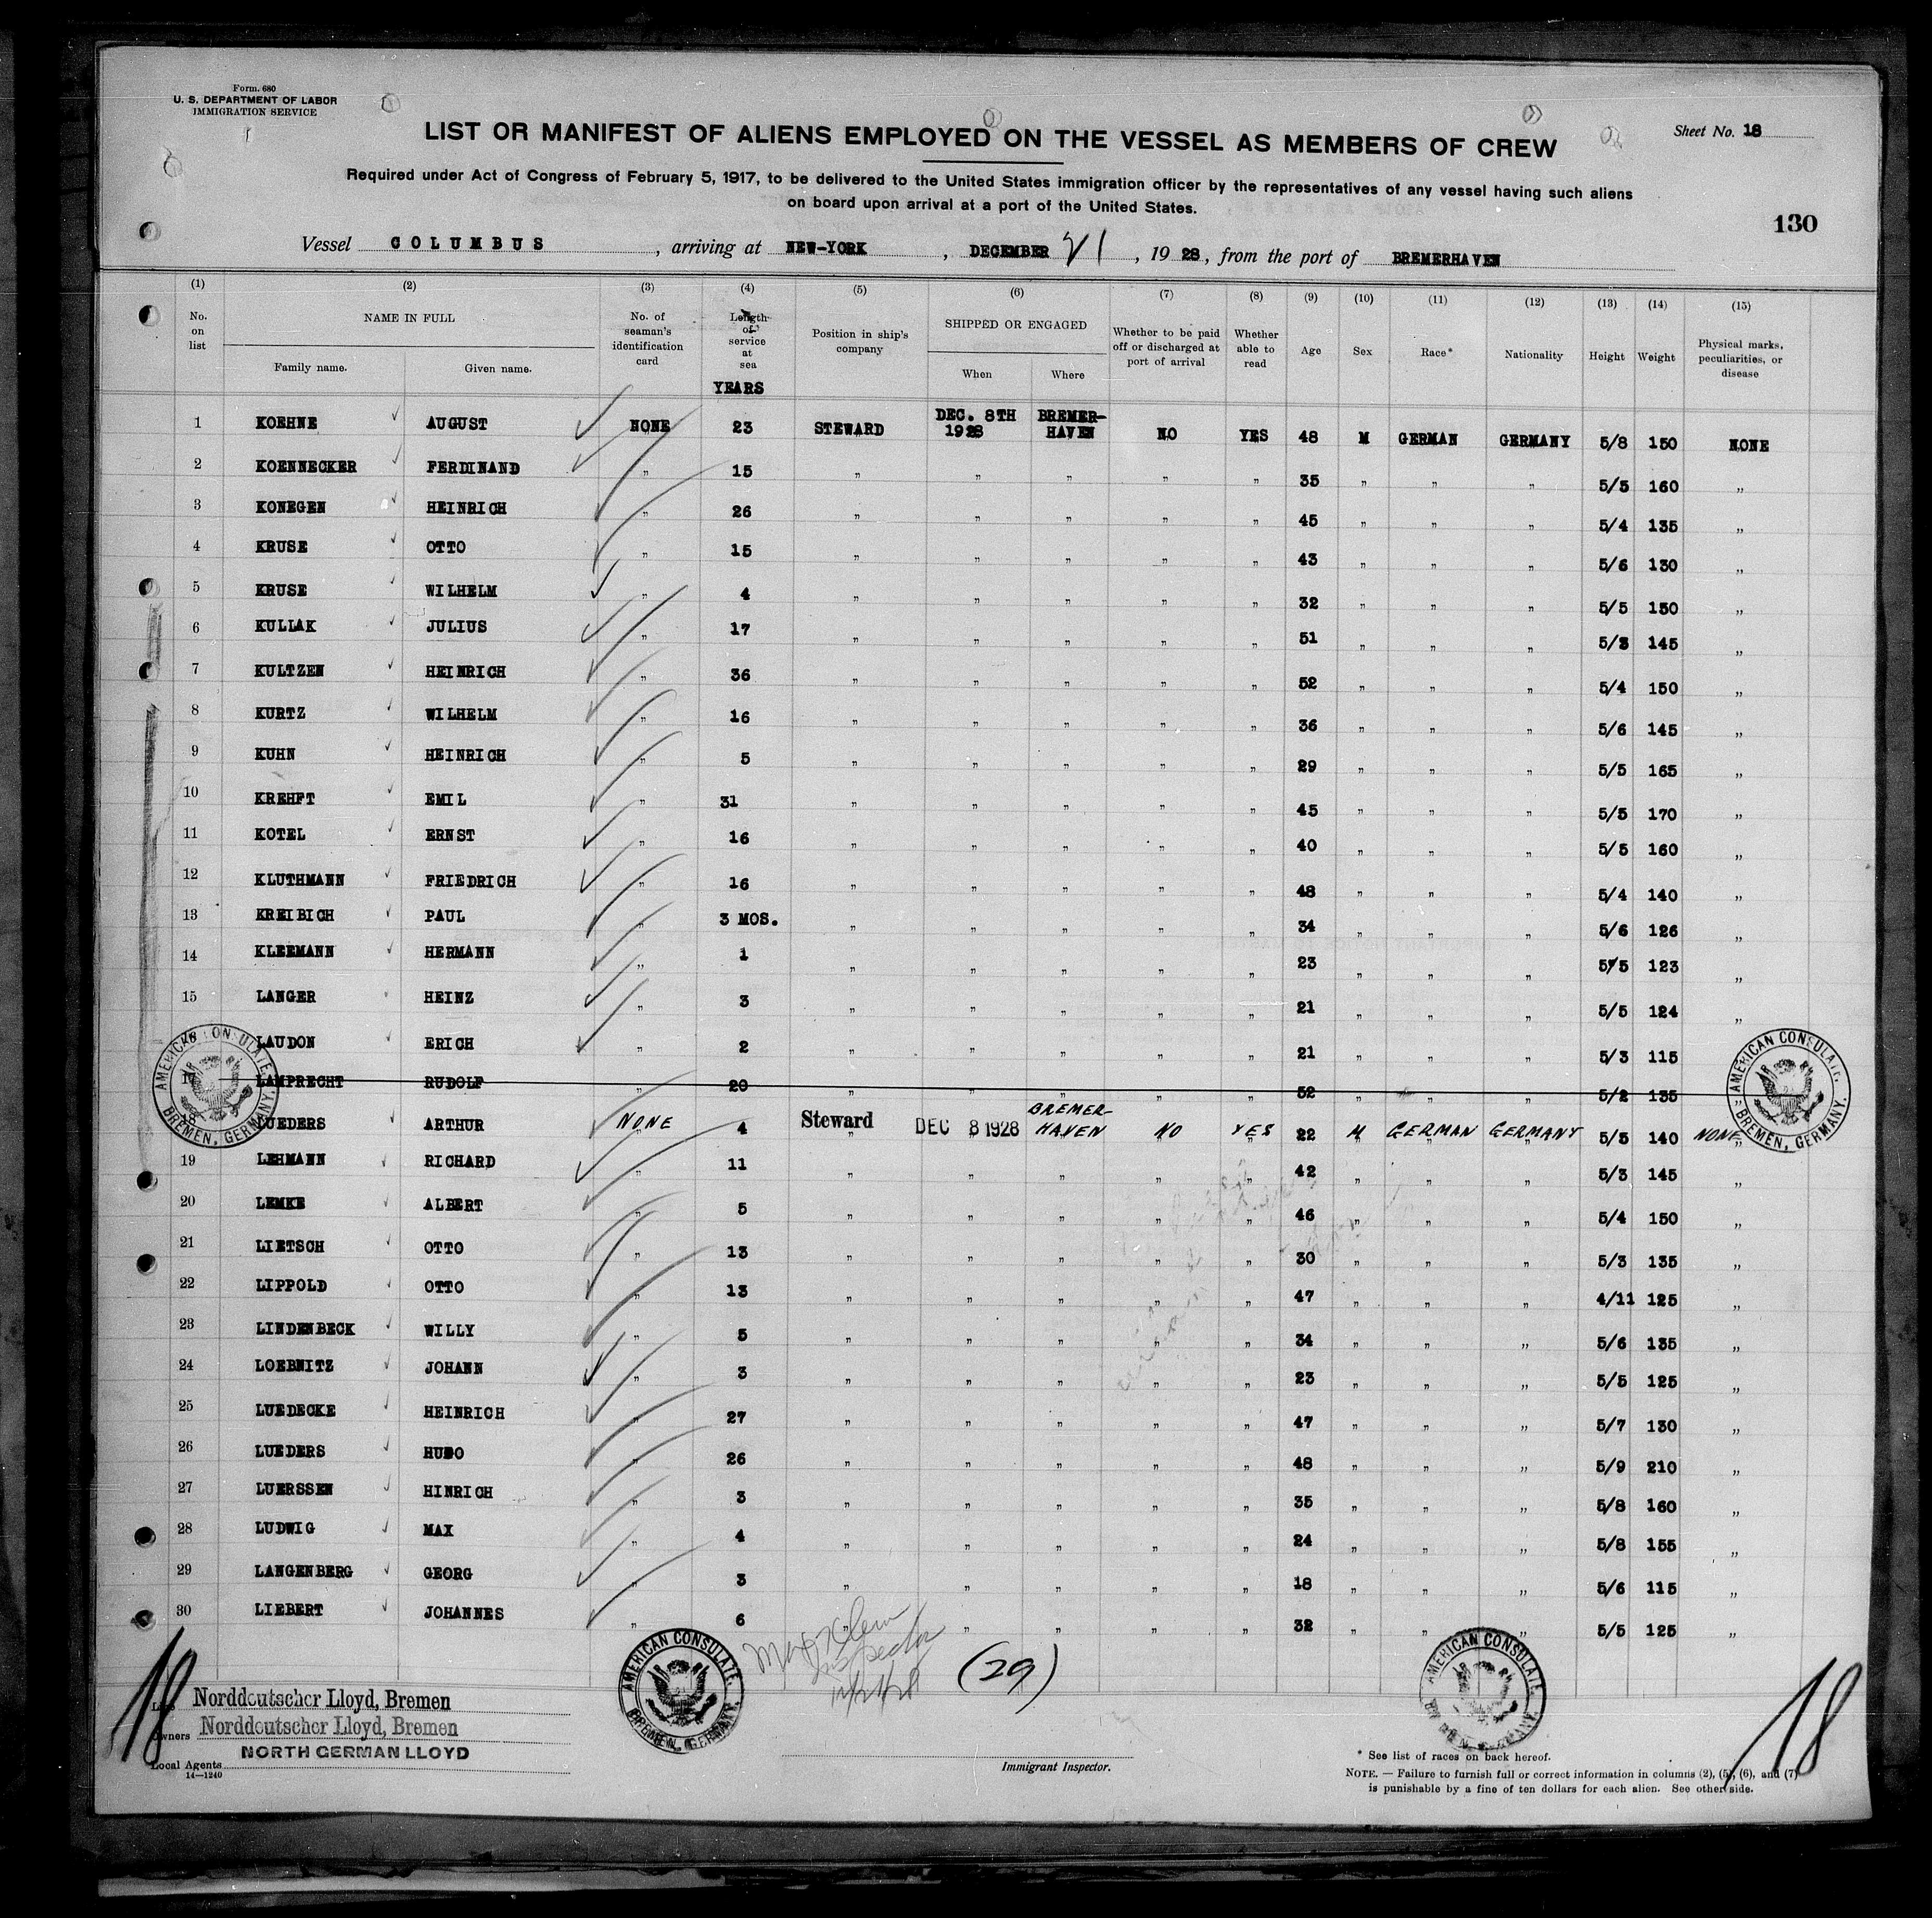 Form 680
U. S. DEPARTMENT OF LABOR
IMMIGRATION SERVICE
Sheet No. 18
LIST OR MANIFEST OF ALIENS EMPLOYED ON THE VESSEL AS MEMBERS OF CREW
Required under Act of Congress of February 5, 1917, to be delivered to the United States immigration officer by the representatives of any vessel having such aliens
on board upon arrival at a port of the United States.
130
Vessel COLUMBUS, arriving at NEW-YORK, DECEMBER 21, 1928, from the port of BREMERHAVEN
(1) (2) (3) (4) (5) (6) (7) (8) (9) (10) (11) (12) (13) (14) (15)
No. on list NAME IN FULL Family name. Given name. No. of seaman's identification card Length of service at sea YEARS Position in ship's company SHIPPED OR ENGAGED When Where Whether to be paid off or discharged at port of arrival Whether able to read Age Sex Race* Nationality Height Weight Physical marks, peculiarities, or disease
1 KOEHNE AUGUST NONE 23 STEWARD DEC. 8TH 1928 BREMER-HAVEN NO YES 48 M GERMAN GERMANY 5/8 150 NONE
2 KOENNECKER FERDINAND " 15 " " " " " 35 " " " 5/5 160 "
3 KONEGEN HEINRICH " 26 " " " " " 45 " " " 5/4 135 "
4 KRUSE OTTO " 15 " " " " " 43 " " " 5/6 130 "
5 KRUSE WILHELM " 4 " " " " " 32 " " " 5/5 150 "
6 KULLAK JULIUS " 17 " " " " " 51 " " " 5/3 145 "
7 KULTZEN HEINRICH " 36 " " " " " 52 " " " 5/4 150 "
8 KURTZ WILHELM " 16 " " " " " 36 " " " 5/6 145 "
9 KUHN HEINRICH " 5 " " " " " 29 " " " 5/5 165 "
10 KREHFT EMIL " 31 " " " " " 45 " " " 5/5 170 "
11 KOTEL ERNST " 16 " " " " " 40 " " " 5/5 160 "
12 KLUTHMANN FRIEDRICH " 16 " " " " " 48 " " " 5/4 140 "
13 KREIBICH PAUL " 3 MOS. " " " " " 34 " " " 5/6 126 "
14 KLEEMANN HERMANN " 1 " " " " " 23 " " " 5/5 123 "
15 LANGER HEINZ " 3 " " " " " 21 " " " 5/5 124 "
LAUDON ERICH " 2 " " " " " 21 " " " 5/3 115
17 LAMPRECHT RUDOLF " 20 " " " " " 52 " " " 5/2 135 "
18 LUEDERS ARTHUR NONE 4 Steward DEC 8 1928 BREMER-HAVEN NO YES 22 M GERMAN GERMANY 5/5 140 NONE
19 LEHMANN RICHARD " 11 " " " " " 42 " " " 5/3 145 "
20 LEMKE ALBERT " 5 " " " " " 46 " " " 5/4 150 "
21 LIETSCH OTTO " 13 " " " " " 30 " " " 5/3 135 "
22 LIPPOLD OTTO " 13 " " " " " 47 " " " 4/11 125 "
23 LINDENBECK WILLY " 5 " " " " " 34 " " " 5/6 135 "
24 LOEBNITZ JOHANN " 3 " " " " " 23 " " " 5/5 125 "
25 LUEDECKE HEINRICH " 27 " " " " " 47 " " " 5/7 130 "
26 LUEDERS HUGO " 26 " " " " " 48 " " " 5/9 210 "
27 LUERSSEN HINRICH " 3 " " " " " 35 " " " 5/8 160 "
28 LUDWIG MAX " 4 " " " " " 24 " " " 5/8 155 "
29 LANGENBERG GEORG " 3 " " " " " 18 " " " 5/6 115 "
30 LIEBERT JOHANNES " 6 " " " " " 32 " " " 5/5 125 "
AMERICAN CONSULATE. BREMEN, GERMANY.
AMERICAN CONSULATE. BREMEN, GERMANY.
AMERICAN CONSULATE. BREMEN, GERMANY.
AMERICAN CONSULATE. BREMEN, GERMANY.
Inspector
12/21/28
(29)
18
18
Line Norddeutscher Lloyd, Bremen
Owners Norddeutscher Lloyd, Bremen
Local Agents NORTH GERMAN LLOYD
14—1240
Immigrant Inspector.
* See list of races on back hereof.
NOTE. — Failure to furnish full or correct information in columns (2), (5), (6), and (7)
is punishable by a fine of ten dollars for each alien. See other side.